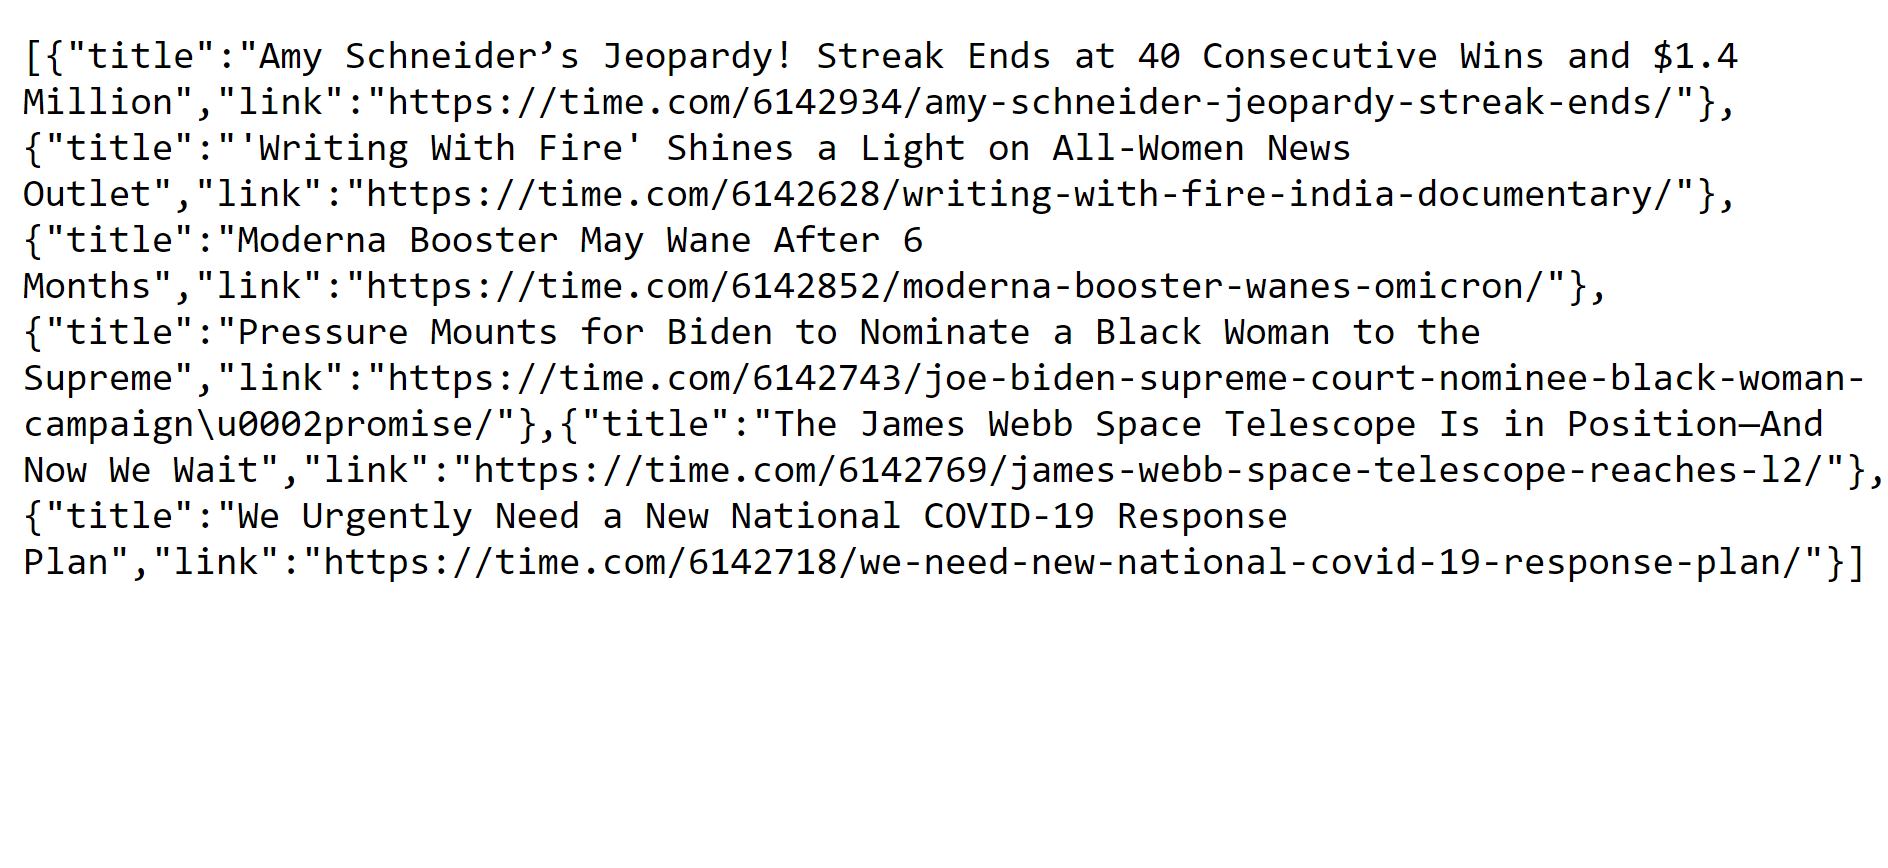 [{"title":"Amy Schneider’s Jeopardy! Streak Ends at 40 Consecutive Wins and $1.4
Million","link":"https://time.com/6142934/amy-schneider-jeopardy-streak-ends/"},
{"title":"'Writing With Fire' Shines a Light on All-Women News
Outlet","link":"https://time.com/6142628/writing-with-fire-india-documentary/"},
{"title":"Moderna Booster May Wane After 6
Months","link":"https://time.com/6142852/moderna-booster-wanes-omicron/"},
{"title":"Pressure Mounts for Biden to Nominate a Black Woman to the
Supreme","link":"https://time.com/6142743/joe-biden-supreme-court-nominee-black-woman-
campaign\u0002promise/"},{"title":"The James Webb Space Telescope Is in Position—And
Now We Wait","link":"https://time.com/6142769/james-webb-space-telescope-reaches-l2/"},
{"title":"We Urgently Need a New National COVID-19 Response
Plan","link":"https://time.com/6142718/we-need-new-national-covid-19-response-plan/"}]